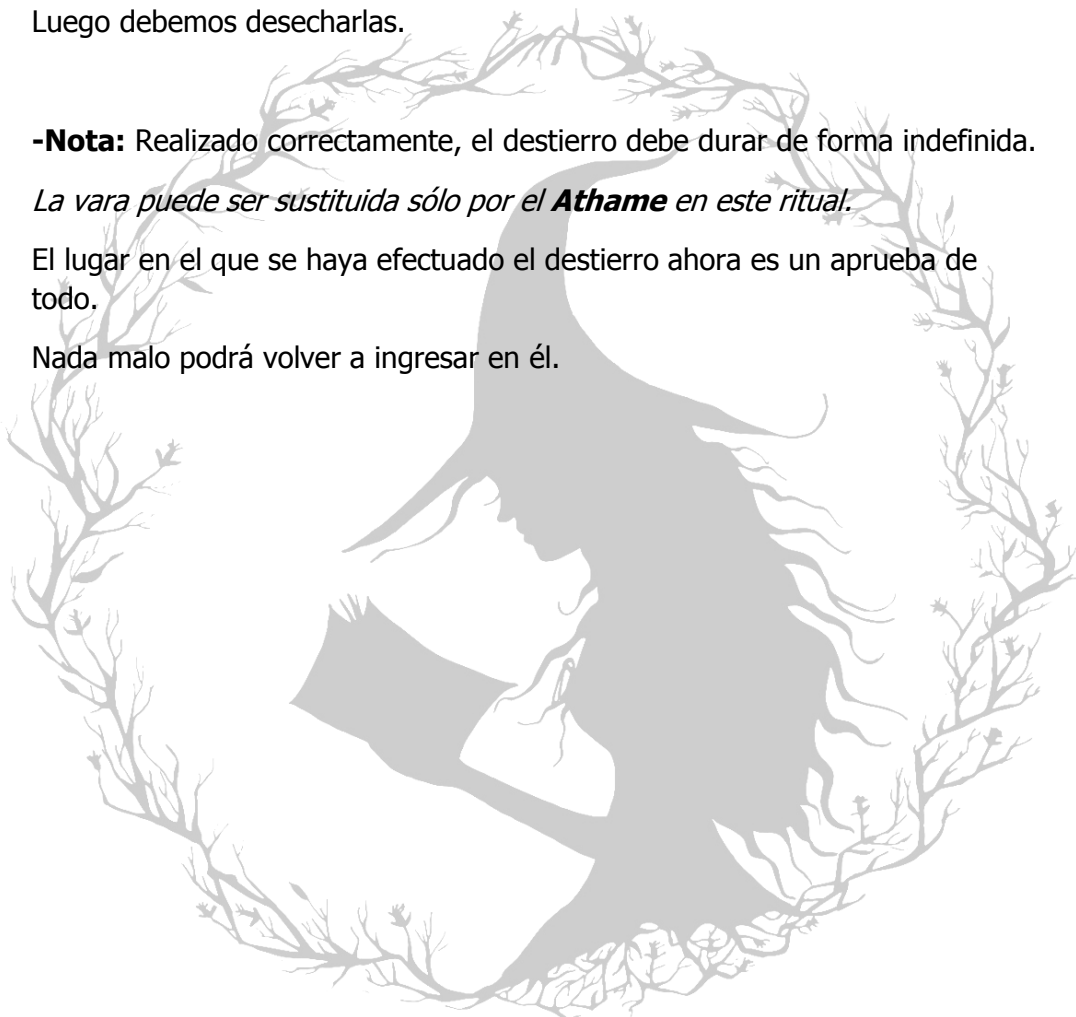 Luego debemos desecharlas.
-Nota: Realizado correctamente, el destierro debe durar de forma indefinida.
La vara puede ser sustituida sólo por el Athame en este ritual.
El lugar en el que se haya efectuado el destierro ahora es un aprueba de
todo.
Nada malo podrá volver a ingresar en él.